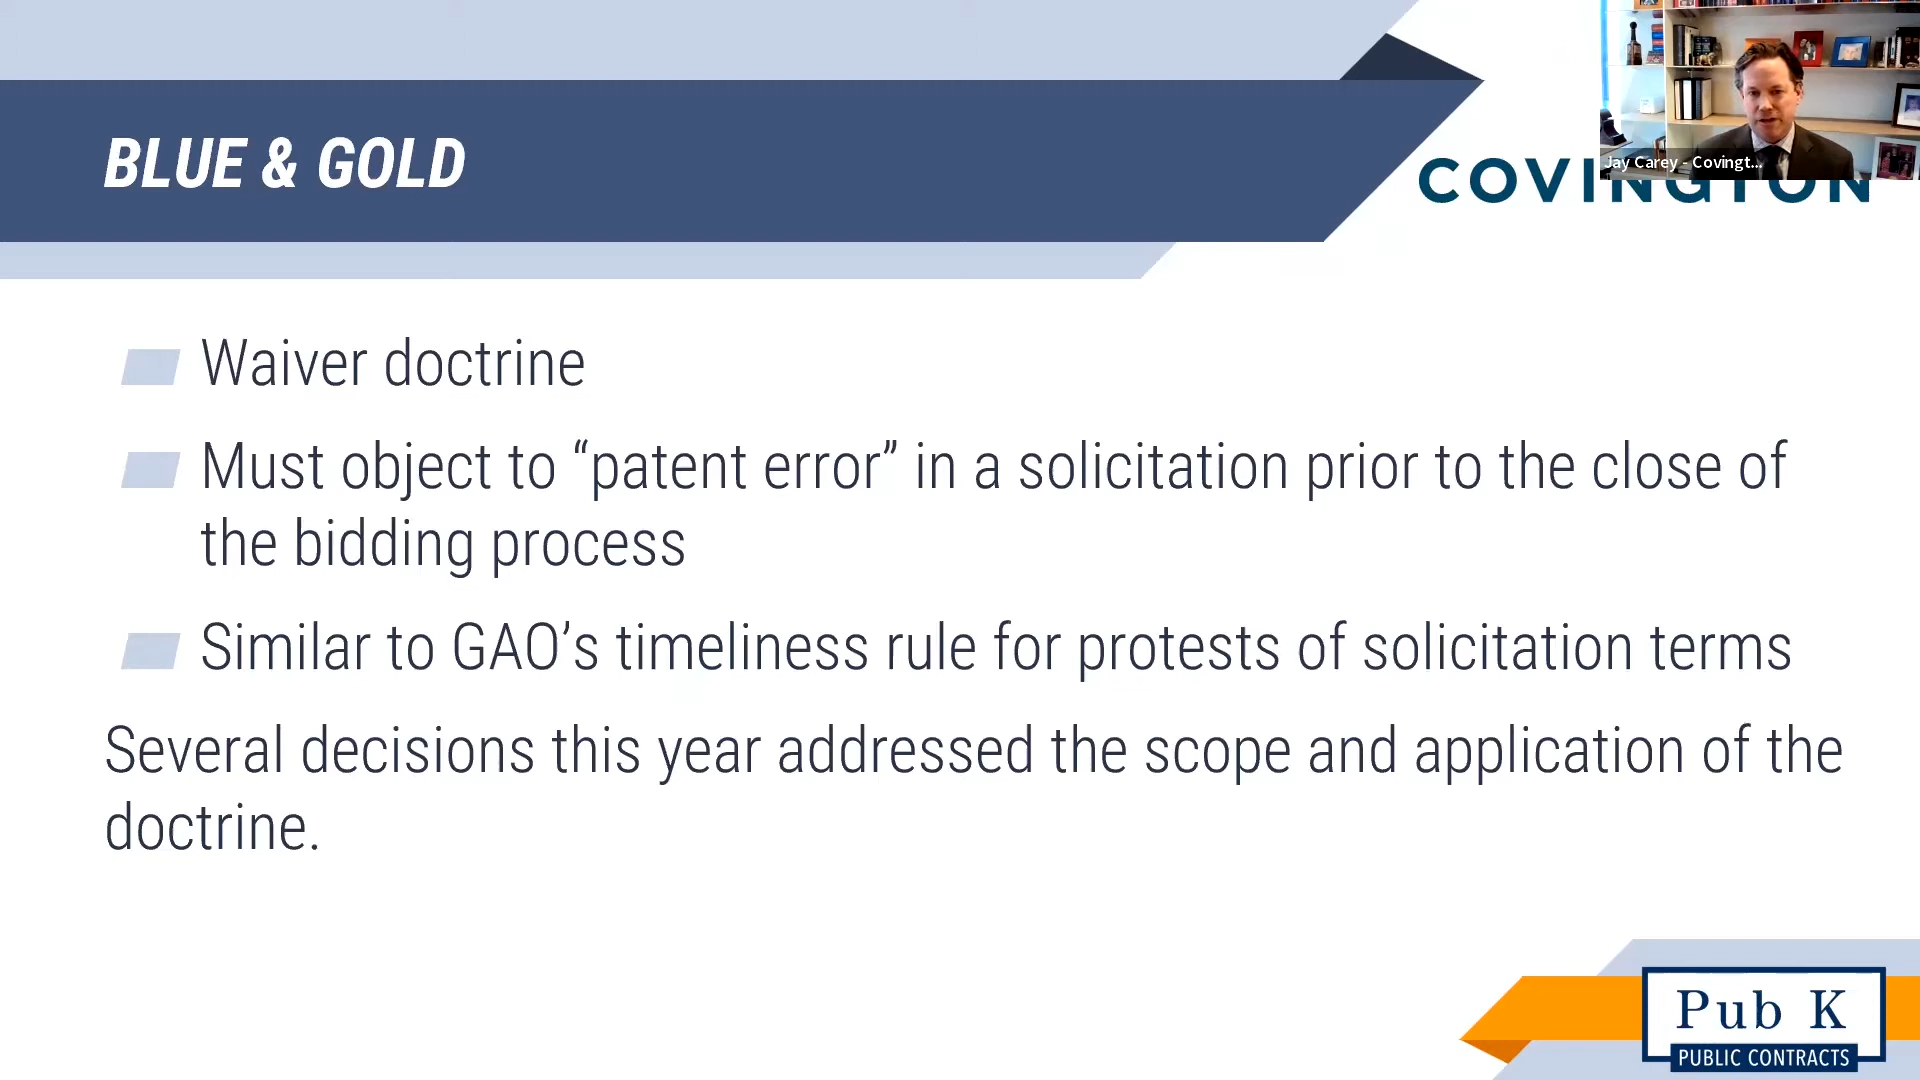 BLUE & GOLD
Jay Carey - Covingt...
COVINGTON
Waiver doctrine
Must object to “patent error” in a solicitation prior to the close of
the bidding process
Similar to GAO’s timeliness rule for protests of solicitation terms
Several decisions this year addressed the scope and application of the
doctrine.
Pub K
PUBLIC CONTRACTS